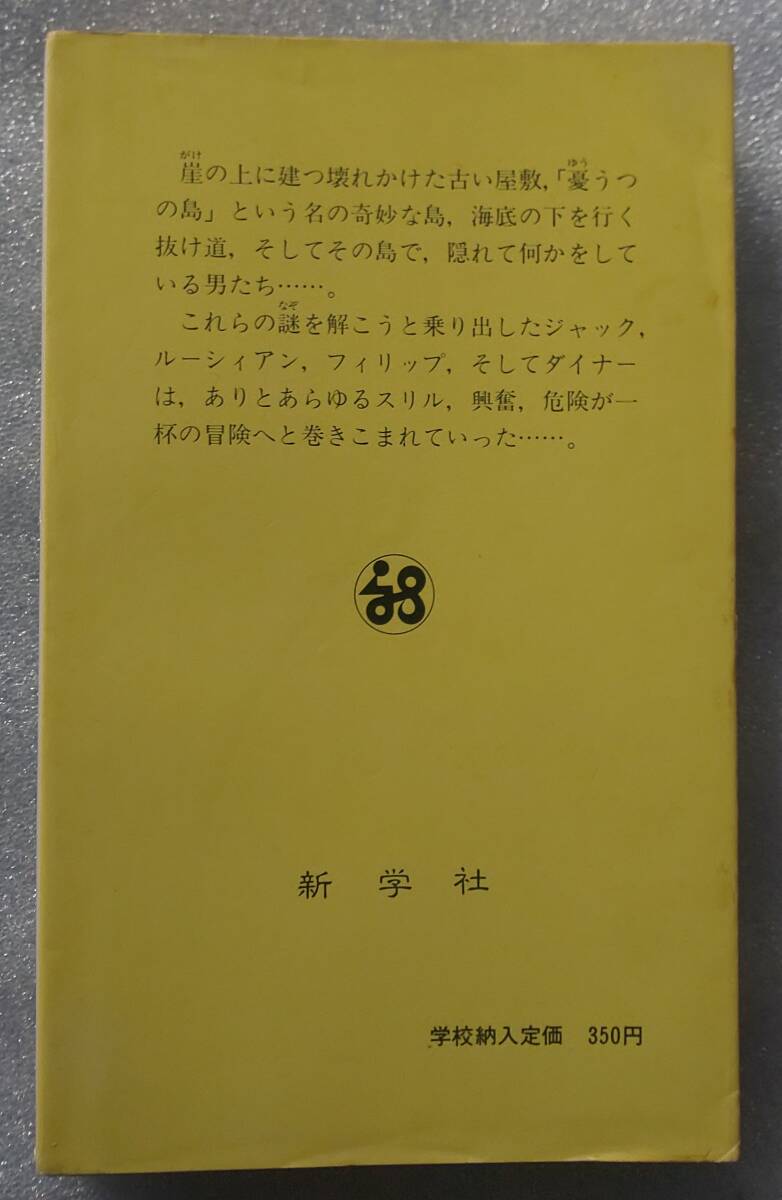 崖の上に建つ壊れかけた古い屋敷,「憂うつ
の島」という名の奇妙な島, 海底の下を行く
抜け道, そしてその島で, 隠れて何かをして
いる男たち……。
これらの謎を解こうと乗り出したジャック,
ルーシィアン, フィリップ, そしてダイナー
は, ありとあらゆるスリル, 興奮, 危険が一
杯の冒険へと巻きこまれていった……。
新学社
学校納入定価 350円